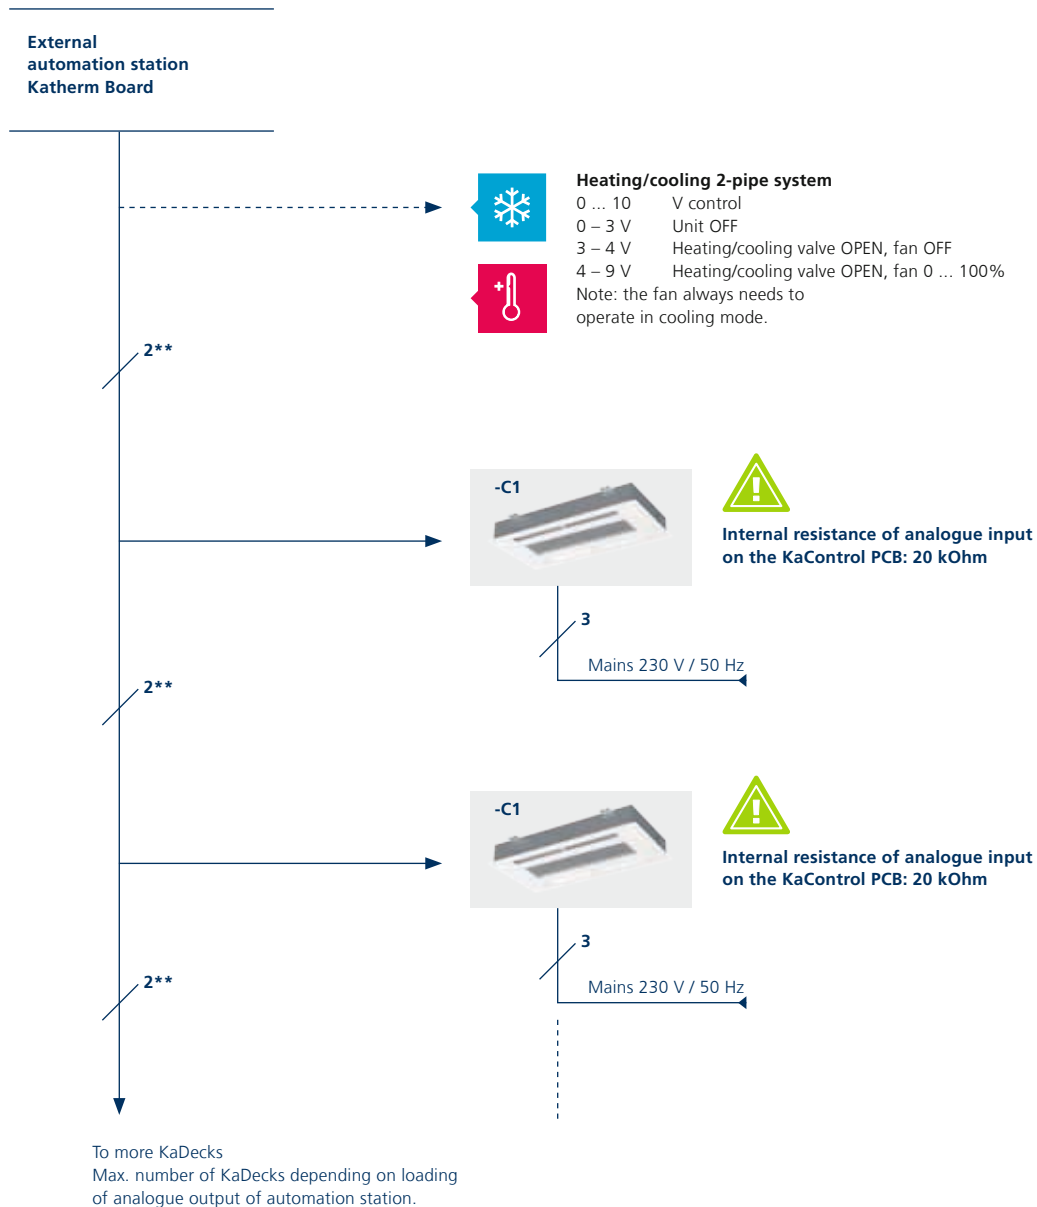 External
automation station
Katherm Board
Heating/cooling 2-pipe system
0 ... 10 V control
0 – 3 V Unit OFF
3 – 4 V Heating/cooling valve OPEN, fan OFF
4 – 9 V Heating/cooling valve OPEN, fan 0 ... 100%
Note: the fan always needs to
operate in cooling mode.
2**
-C1
Internal resistance of analogue input
on the KaControl PCB: 20 kOhm
3
Mains 230 V / 50 Hz
2**
-C1
Internal resistance of analogue input
on the KaControl PCB: 20 kOhm
3
2**
Mains 230 V / 50 Hz
To more KaDecks
Max. number of KaDecks depending on loading
of analogue output of automation station.